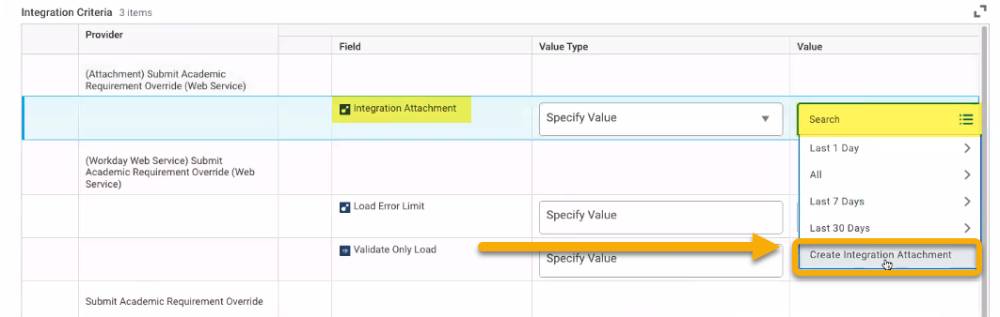 Integration Criteria 3 items
Provider
Field Value Type Value
(Attachment) Submit Academic
Requirement Override (Web Service)
Integration Attachment Specify Value Search
Last 1 Day
All
Last 7 Days
Last 30 Days
Create Integration Attachment
(Workday Web Service) Submit
Academic Requirement Override (Web
Service)
Load Error Limit Specify Value
Validate Only Load Specify Value
Submit Academic Requirement Override